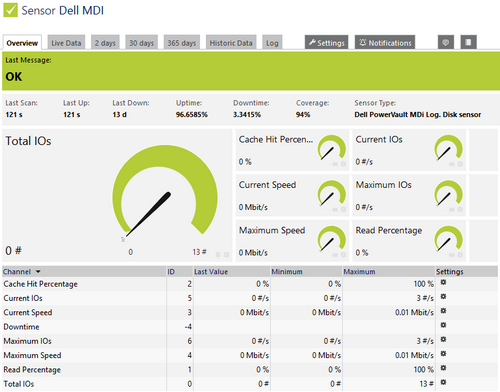 Sensor Dell MDI
Overview Live Data 2 days 30 days 365 days Historic Data Log Settings Notifications
Last Message:
OK
Last Scan: Last Up: Last Down: Uptime: Downtime: Coverage: Sensor Type:
121 s 121 s 13 d 96.6585% 3.3415% 94% Dell PowerVault MDi Log. Disk sensor
Total IOs
0 13 #
0 #
Cache Hit Percen...
0 %
Current IOs
0 #/s
Current Speed
0 Mbit/s
Maximum IOs
0 #/s
Maximum Speed
0 Mbit/s
Read Percentage
0 %
Channel ID Last Value Minimum Maximum Settings
Cache Hit Percentage 2 0 % 0 % 100 %
Current IOs 5 0 #/s 0 #/s 3 #/s
Current Speed 3 0 Mbit/s 0 Mbit/s 0.01 Mbit/s
Downtime -4
Maximum IOs 6 0 #/s 0 #/s 3 #/s
Maximum Speed 4 0 Mbit/s 0 Mbit/s 0.01 Mbit/s
Read Percentage 1 0 % 0 % 100 %
Total IOs 0 0 # 0 # 13 #